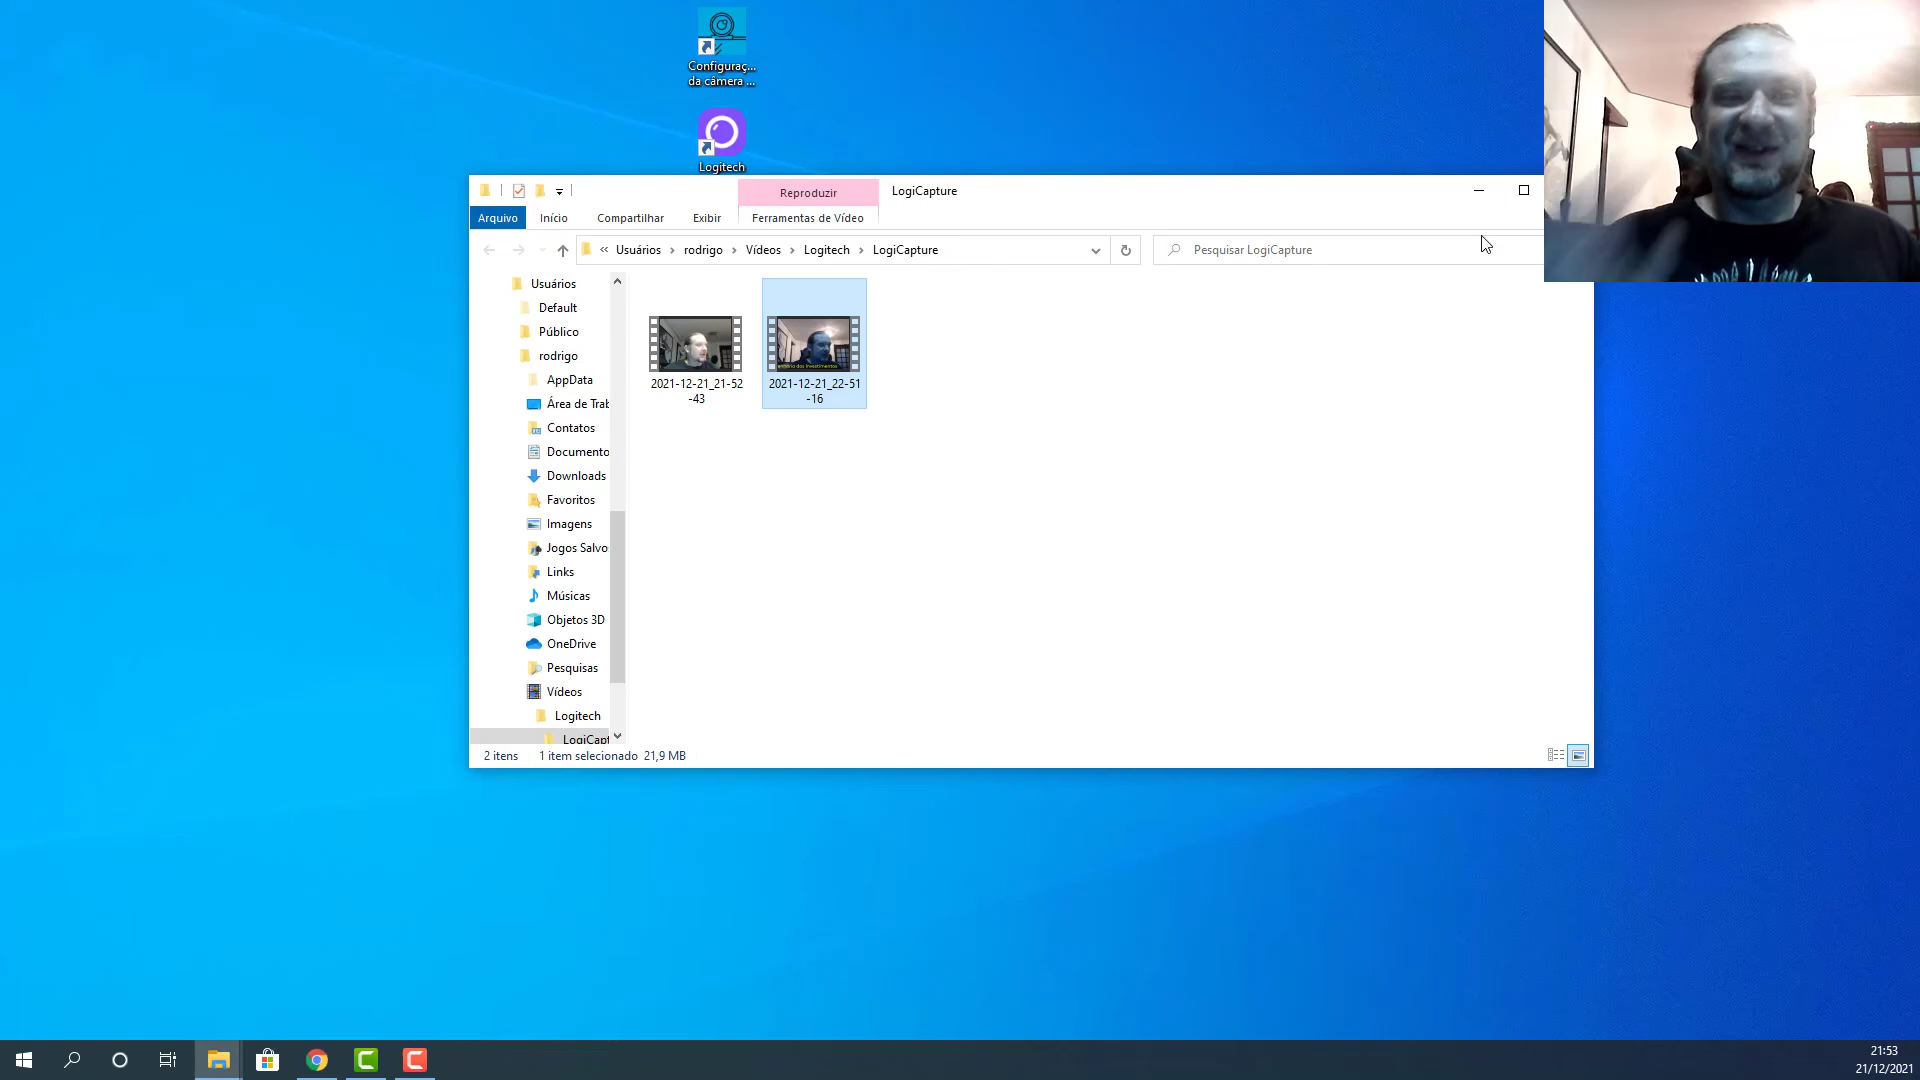 Configuraç...
da câmera ...
Logitech
Reproduzir
LogiCapture
Arquivo
Início
Compartilhar
Exibir
Ferramentas de Vídeo
« Usuários › rodrigo › Vídeos › Logitech › LogiCapture
Pesquisar LogiCapture
Usuários
Default
Público
rodrigo
AppData
Área de Trab
Contatos
Documento
Downloads
Favoritos
Imagens
Jogos Salvo
Links
Músicas
Objetos 3D
OneDrive
Pesquisas
Vídeos
Logitech
LogiCapt
2021-12-21_21-52
-43
2021-12-21_22-51
-16
2 itens
1 item selecionado 21,9 MB
21:53
21/12/2021